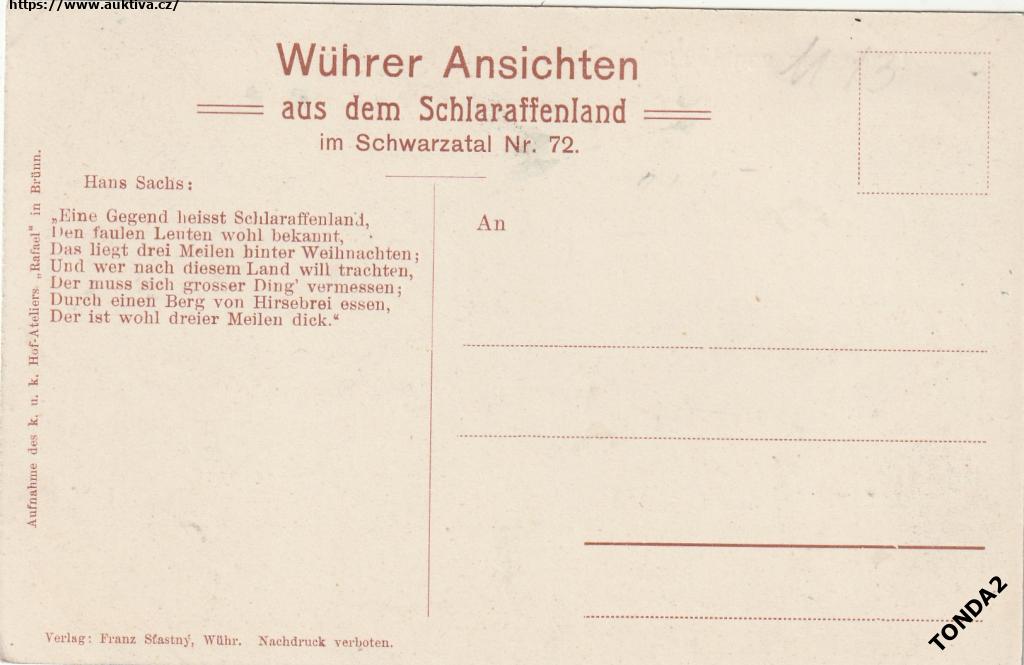 https://www.auktiva.cz/
Wührer Ansichten
aus dem Schlaraffenland
im Schwarzatal Nr. 72.
Hans Sachs:
„Eine Gegend heisst Schlaraffenland,
Den faulen Leuten wohl bekannt,
Das liegt drei Meilen hinter Weihnachten;
Und wer nach diesem Land will trachten,
Der muss sich grosser Ding' vermessen;
Durch einen Berg von Hirsebrei essen,
Der ist wohl dreier Meilen dick.“
An
Aufnahme des k. u. k. Hof-Ateliers „Rafael“ in Brünn.
Verlag: Franz Šťastný, Wühr. Nachdruck verboten.
TONDA2